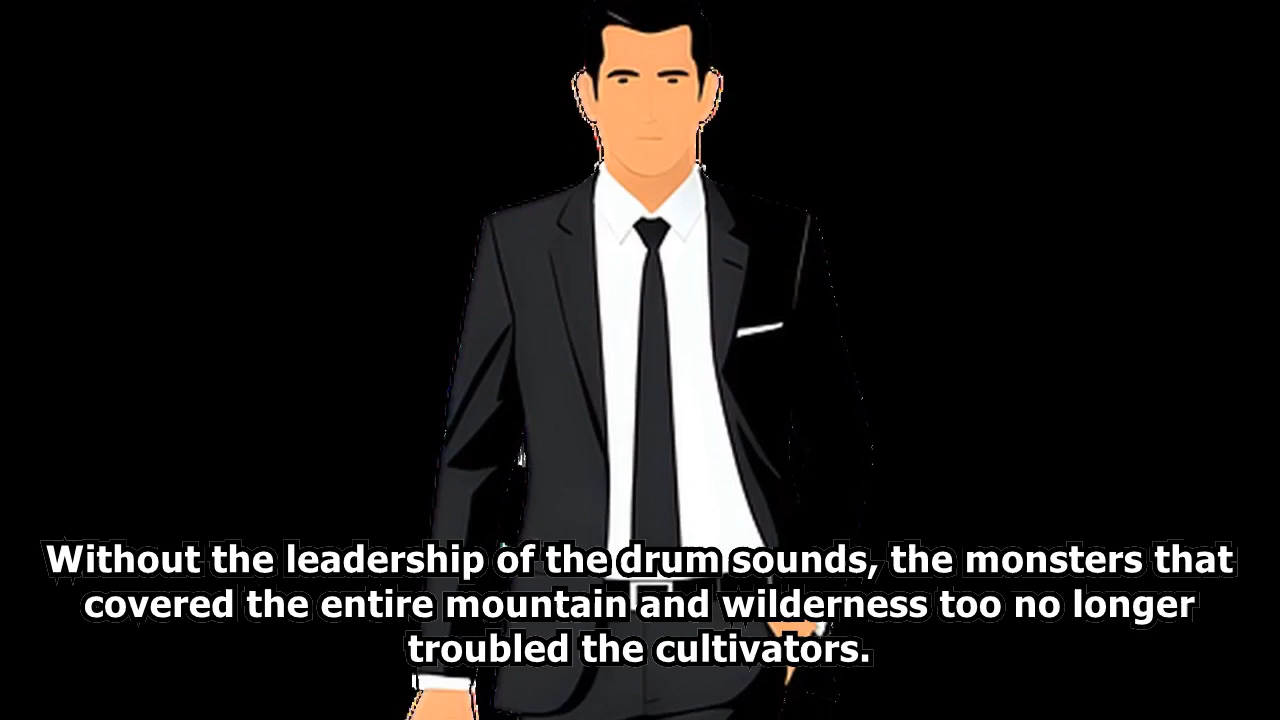 Without the leadership of the drum sounds, the monsters that
covered the entire mountain and wilderness too no longer
troubled the cultivators.